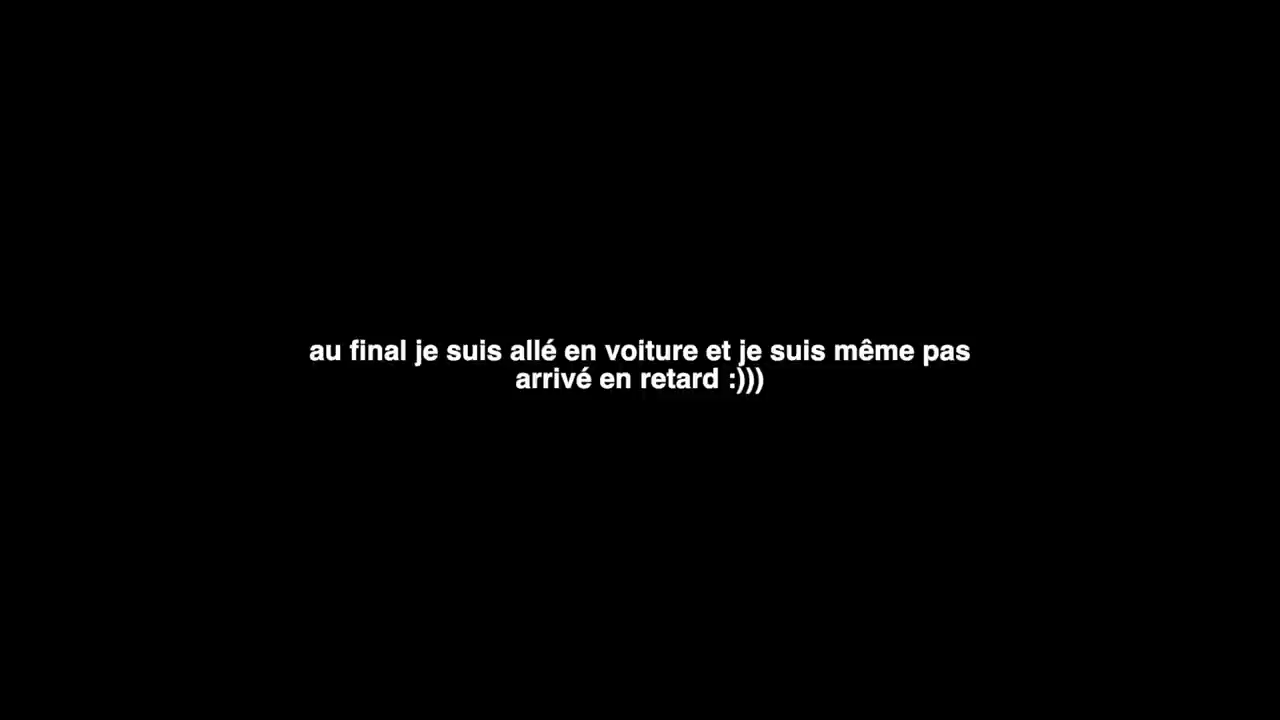 au final je suis allé en voiture et je suis même pas
arrivé en retard :)))